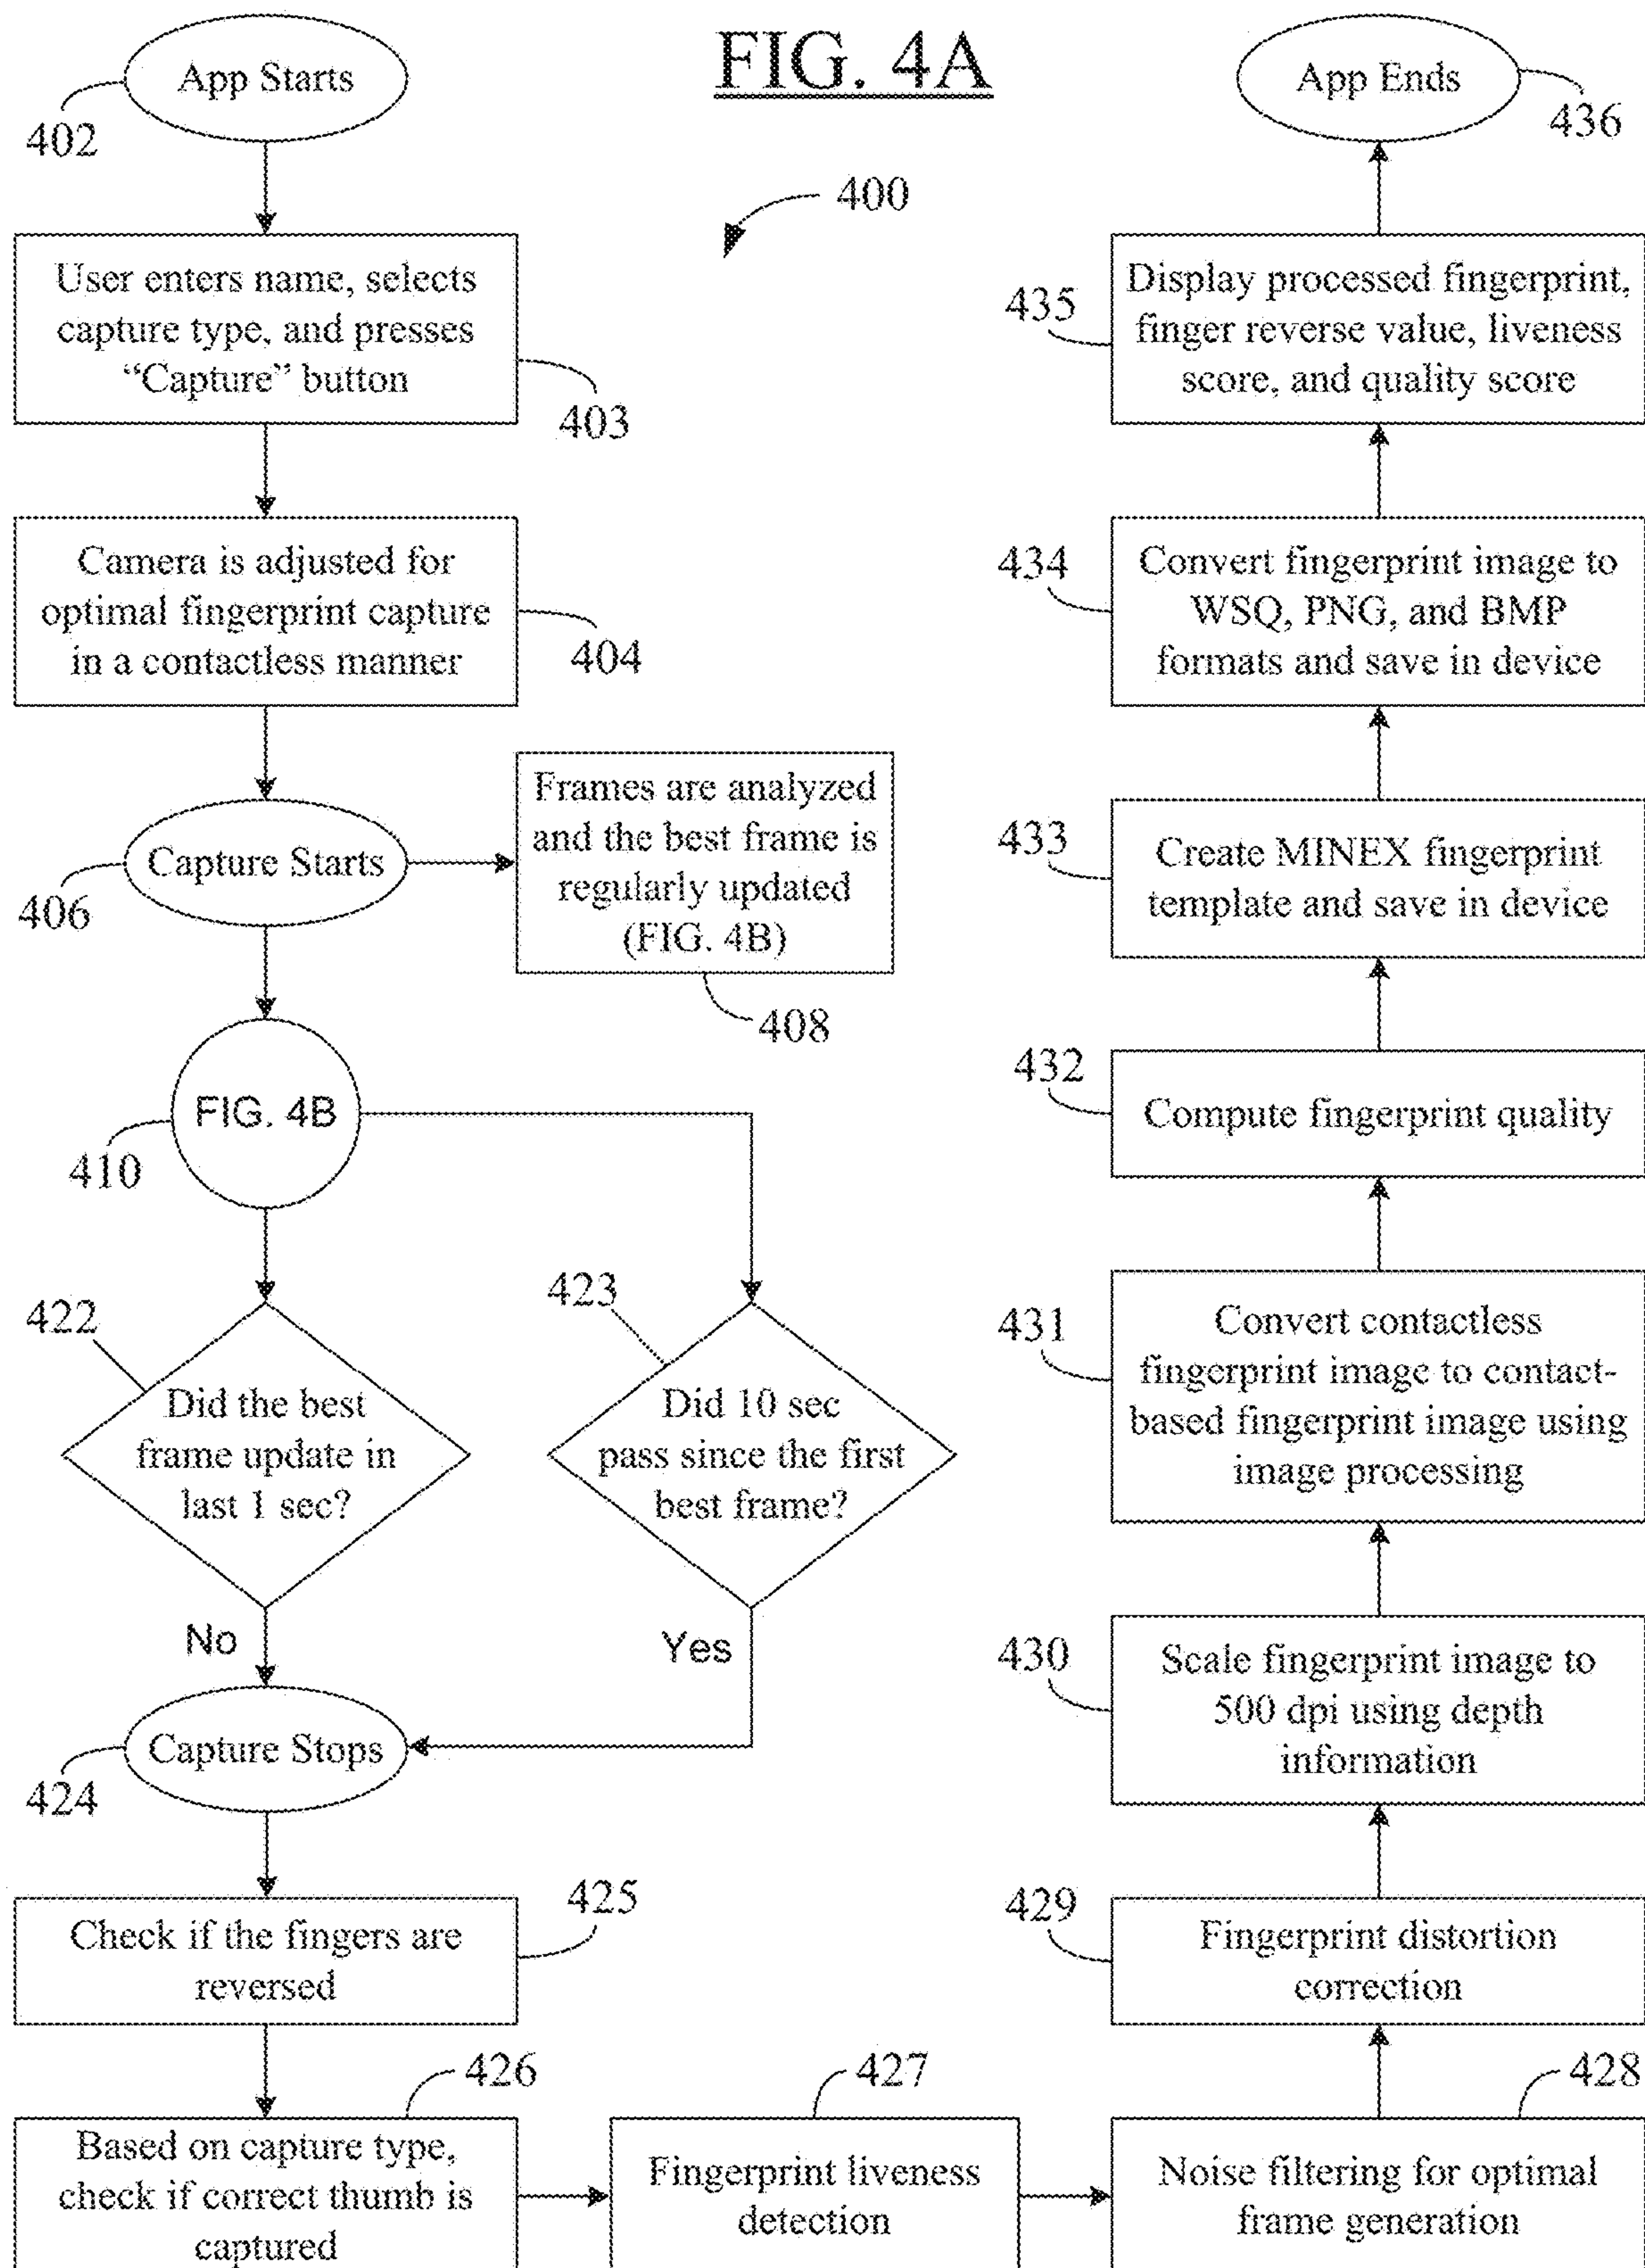 FIG. 4A
400
App Starts
402
User enters name, selects
capture type, and presses
“Capture” button
403
Camera is adjusted for
optimal fingerprint capture
in a contactless manner
404
Capture Starts
406
Frames are analyzed
and the best frame is
regularly updated
(FIG. 4B)
408
FIG. 4B
410
422
Did the best
frame update in
last 1 sec?
No
423
Did 10 sec
pass since the first
best frame?
Yes
Capture Stops
424
425
Check if the fingers are
reversed
426
Based on capture type,
check if correct thumb is
captured
427
Fingerprint liveness
detection
428
Noise filtering for optimal
frame generation
429
Fingerprint distortion
correction
430
Scale fingerprint image to
500 dpi using depth
information
431
Convert contactless
fingerprint image to contact-
based fingerprint image using
image processing
432
Compute fingerprint quality
433
Create MINEX fingerprint
template and save in device
434
Convert fingerprint image to
WSQ, PNG, and BMP
formats and save in device
435
Display processed fingerprint,
finger reverse value, liveness
score, and quality score
App Ends
436